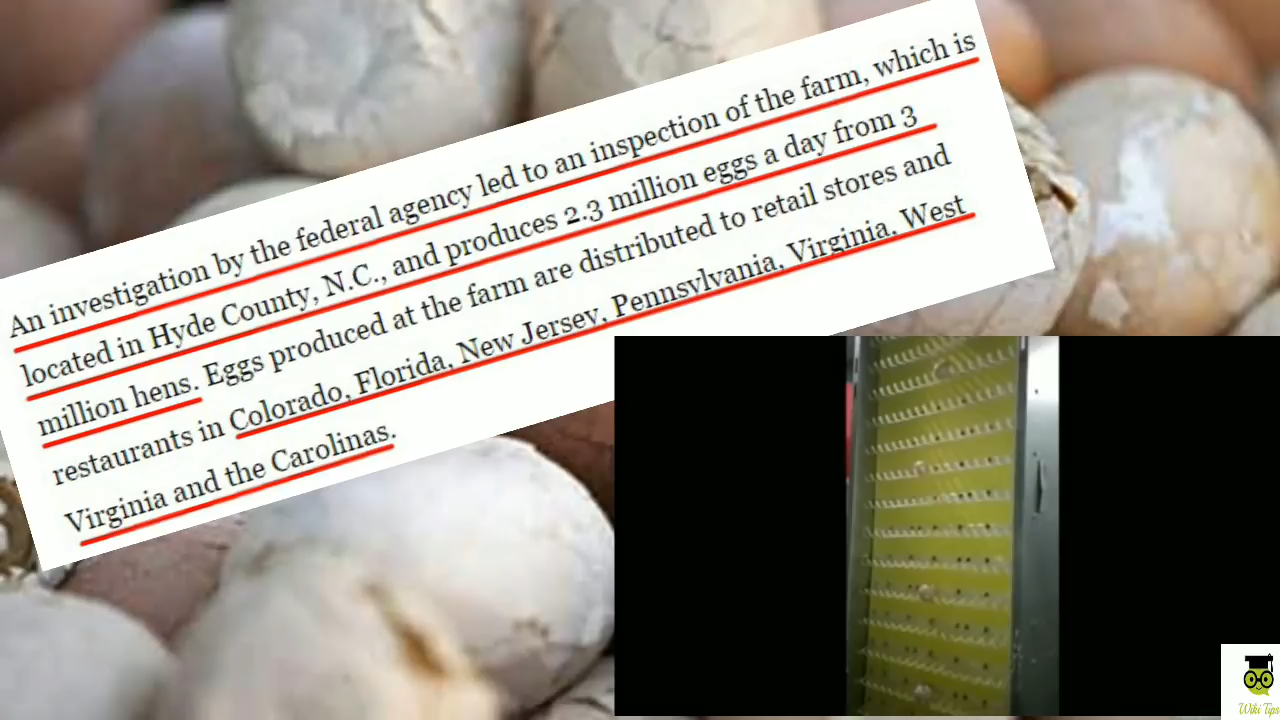 An investigation by the federal agency led to an inspection of the farm, which is
located in Hyde County, N.C., and produces 2.3 million eggs a day from 3
million hens. Eggs produced at the farm are distributed to retail stores and
restaurants in Colorado, Florida, New Jersey, Pennsylvania, Virginia, West
Virginia and the Carolinas.
Wiki Tips